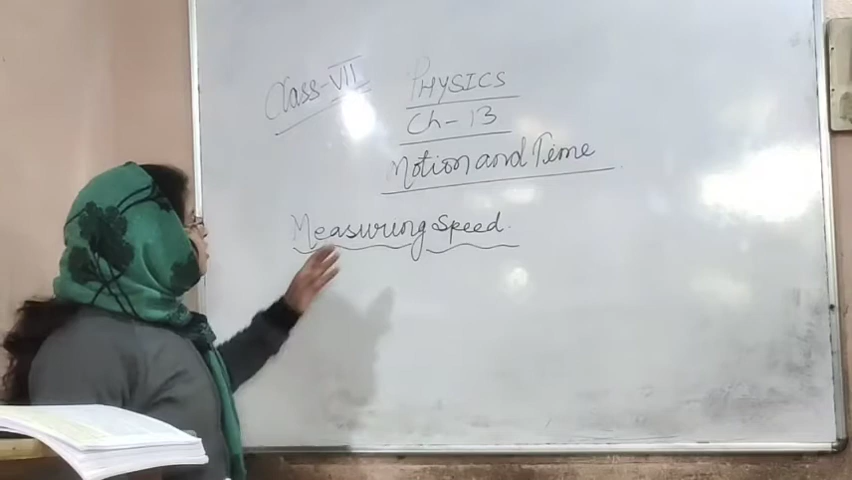 Class-VII
PHYSICS
Ch-13
Motion and Time
Measuring Speed.